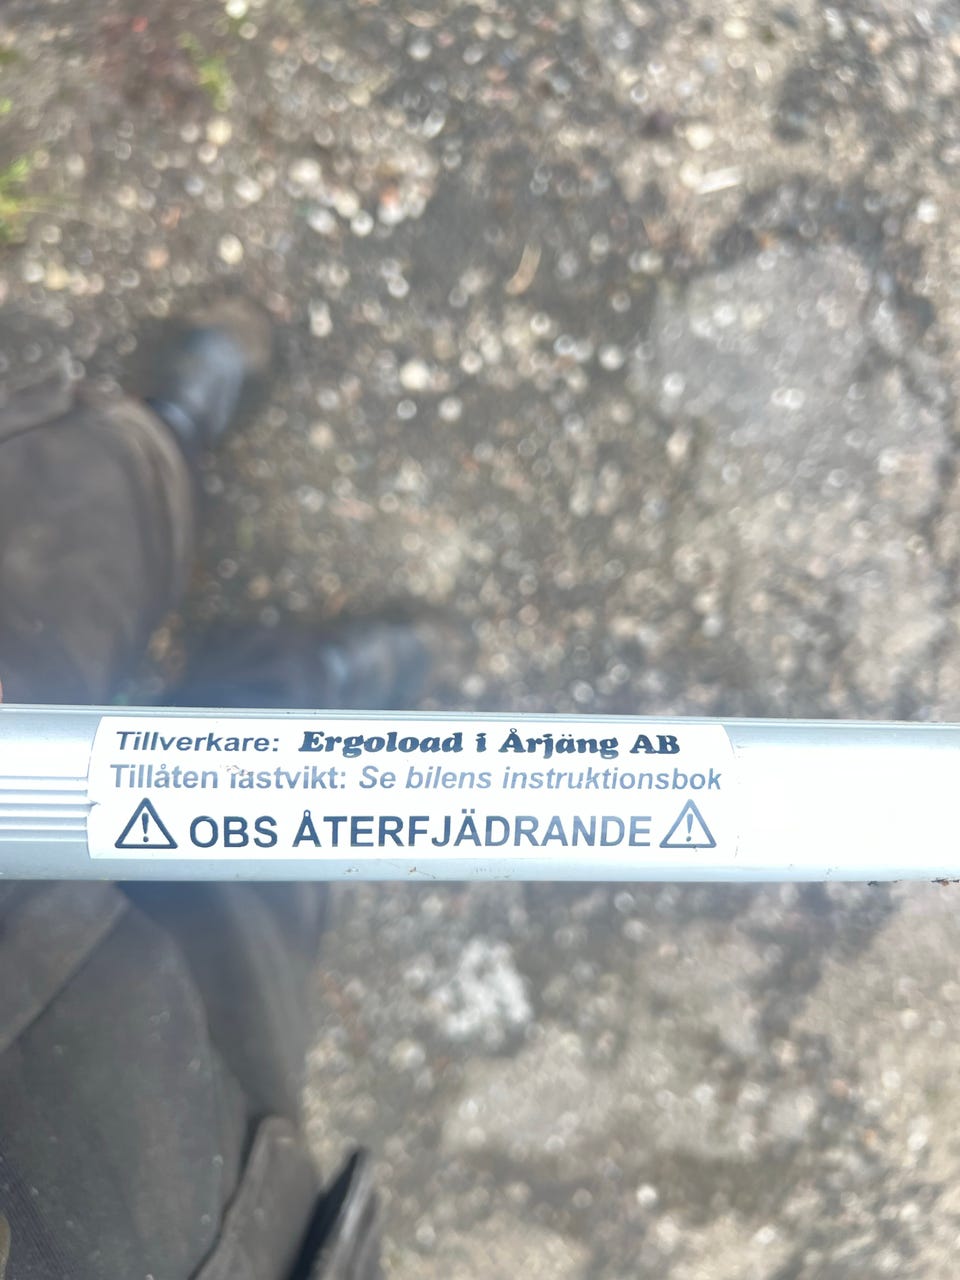 Tillverkare: Ergoload i Årjäng AB
Tillåten lastvikt: Se bilens instruktionsbok
OBS ÅTERFJÄDRANDE